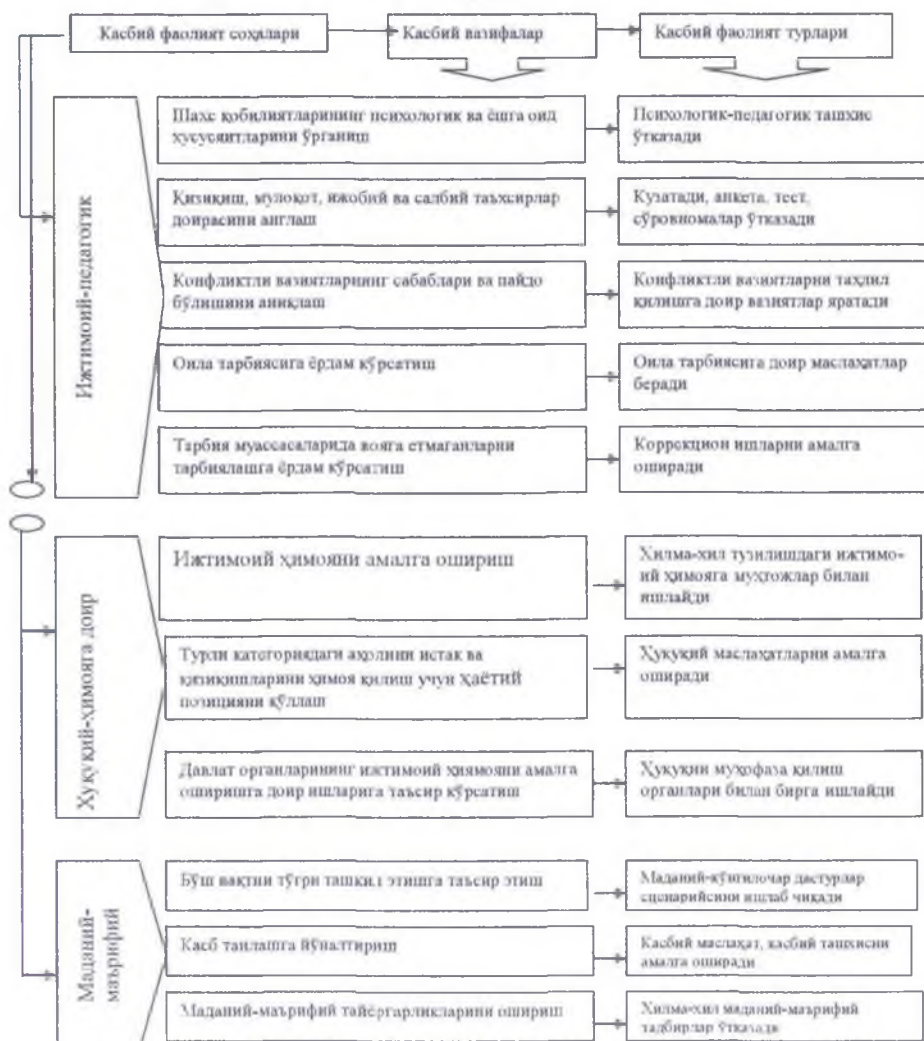 Касбий фаолият соҳалари
Касбий вазифалар
Касбий фаолият турлари
Ижтимоий-педагогик
Шахс қобилиятларининг психологик ва ёшга оид
хусусиятларини ўрганиш
Психологик-педагогик ташхис
ўтказади
Қизиқиш, мулоқот, ижобий ва салбий таъхсирлар
доирасини англаш
Кузатади, анкета, тест,
сўровномалар ўтказади
Конфликтли вазиятларнинг сабаблари ва пайдо
бўлишини аниқлаш
Конфликтли вазиятларни таҳлил
қилишга доир вазиятлар яратади
Оила тарбиясига ёрдам кўрсатиш
Оила тарбиясига доир маслаҳатлар
беради
Тарбия муассасаларида вояга етмаганларни
тарбиялашга ёрдам кўрсатиш
Коррекцион ишларни амалга
оширади
Ҳуқуқий-ҳимояга доир
Ижтимоий ҳимояни амалга ошириш
Хилма-хил тузилишдаги ижтимо-
ий ҳимояга муҳтожлар билан
ишлайди
Турли категориядаги аҳолини истак ва
қизиқишларини ҳимоя қилиш учун ҳаётий
позицияни қўллаш
Ҳуқуқий маслаҳатларни амалга
оширади
Давлат органларининг ижтимоий ҳиямояни амалга
оширишга доир ишларига таъсир кўрсатиш
Ҳуқуқни муҳофаза қилиш
органлари билан бирга ишлайди
Маданий-
маърифий
Бўш вақтни тўғри ташкил этишга таъсир этиш
Маданий-кўнгилочар дастурлар
сценарийсини ишлаб чиқади
Касб танлашга йўналтириш
Касбий маслаҳат, касбий ташхисни
амалга оширади
Маданий-маърифий тайёргарликларини ошириш
Хилма-хил маданий-маърифий
тадбирлар ўтказади